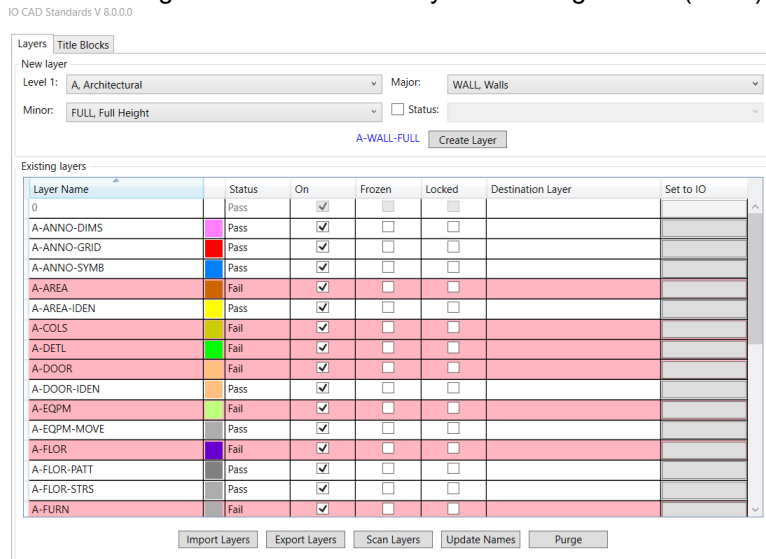 IO CAD Standards V 8.0.0.0
Layers Title Blocks
New layer
Level 1: A, Architectural Major: WALL, Walls
Minor: FULL, Full Height Status:
A-WALL-FULL Create Layer
Existing layers
Layer Name Status On Frozen Locked Destination Layer Set to IO
0 Pass
A-ANNO-DIMS Pass
A-ANNO-GRID Pass
A-ANNO-SYMB Pass
A-AREA Fail
A-AREA-IDEN Pass
A-COLS Fail
A-DETL Fail
A-DOOR Fail
A-DOOR-IDEN Pass
A-EQPM Fail
A-EQPM-MOVE Pass
A-FLOR Fail
A-FLOR-PATT Pass
A-FLOR-STRS Pass
A-FURN Fail
Import Layers Export Layers Scan Layers Update Names Purge